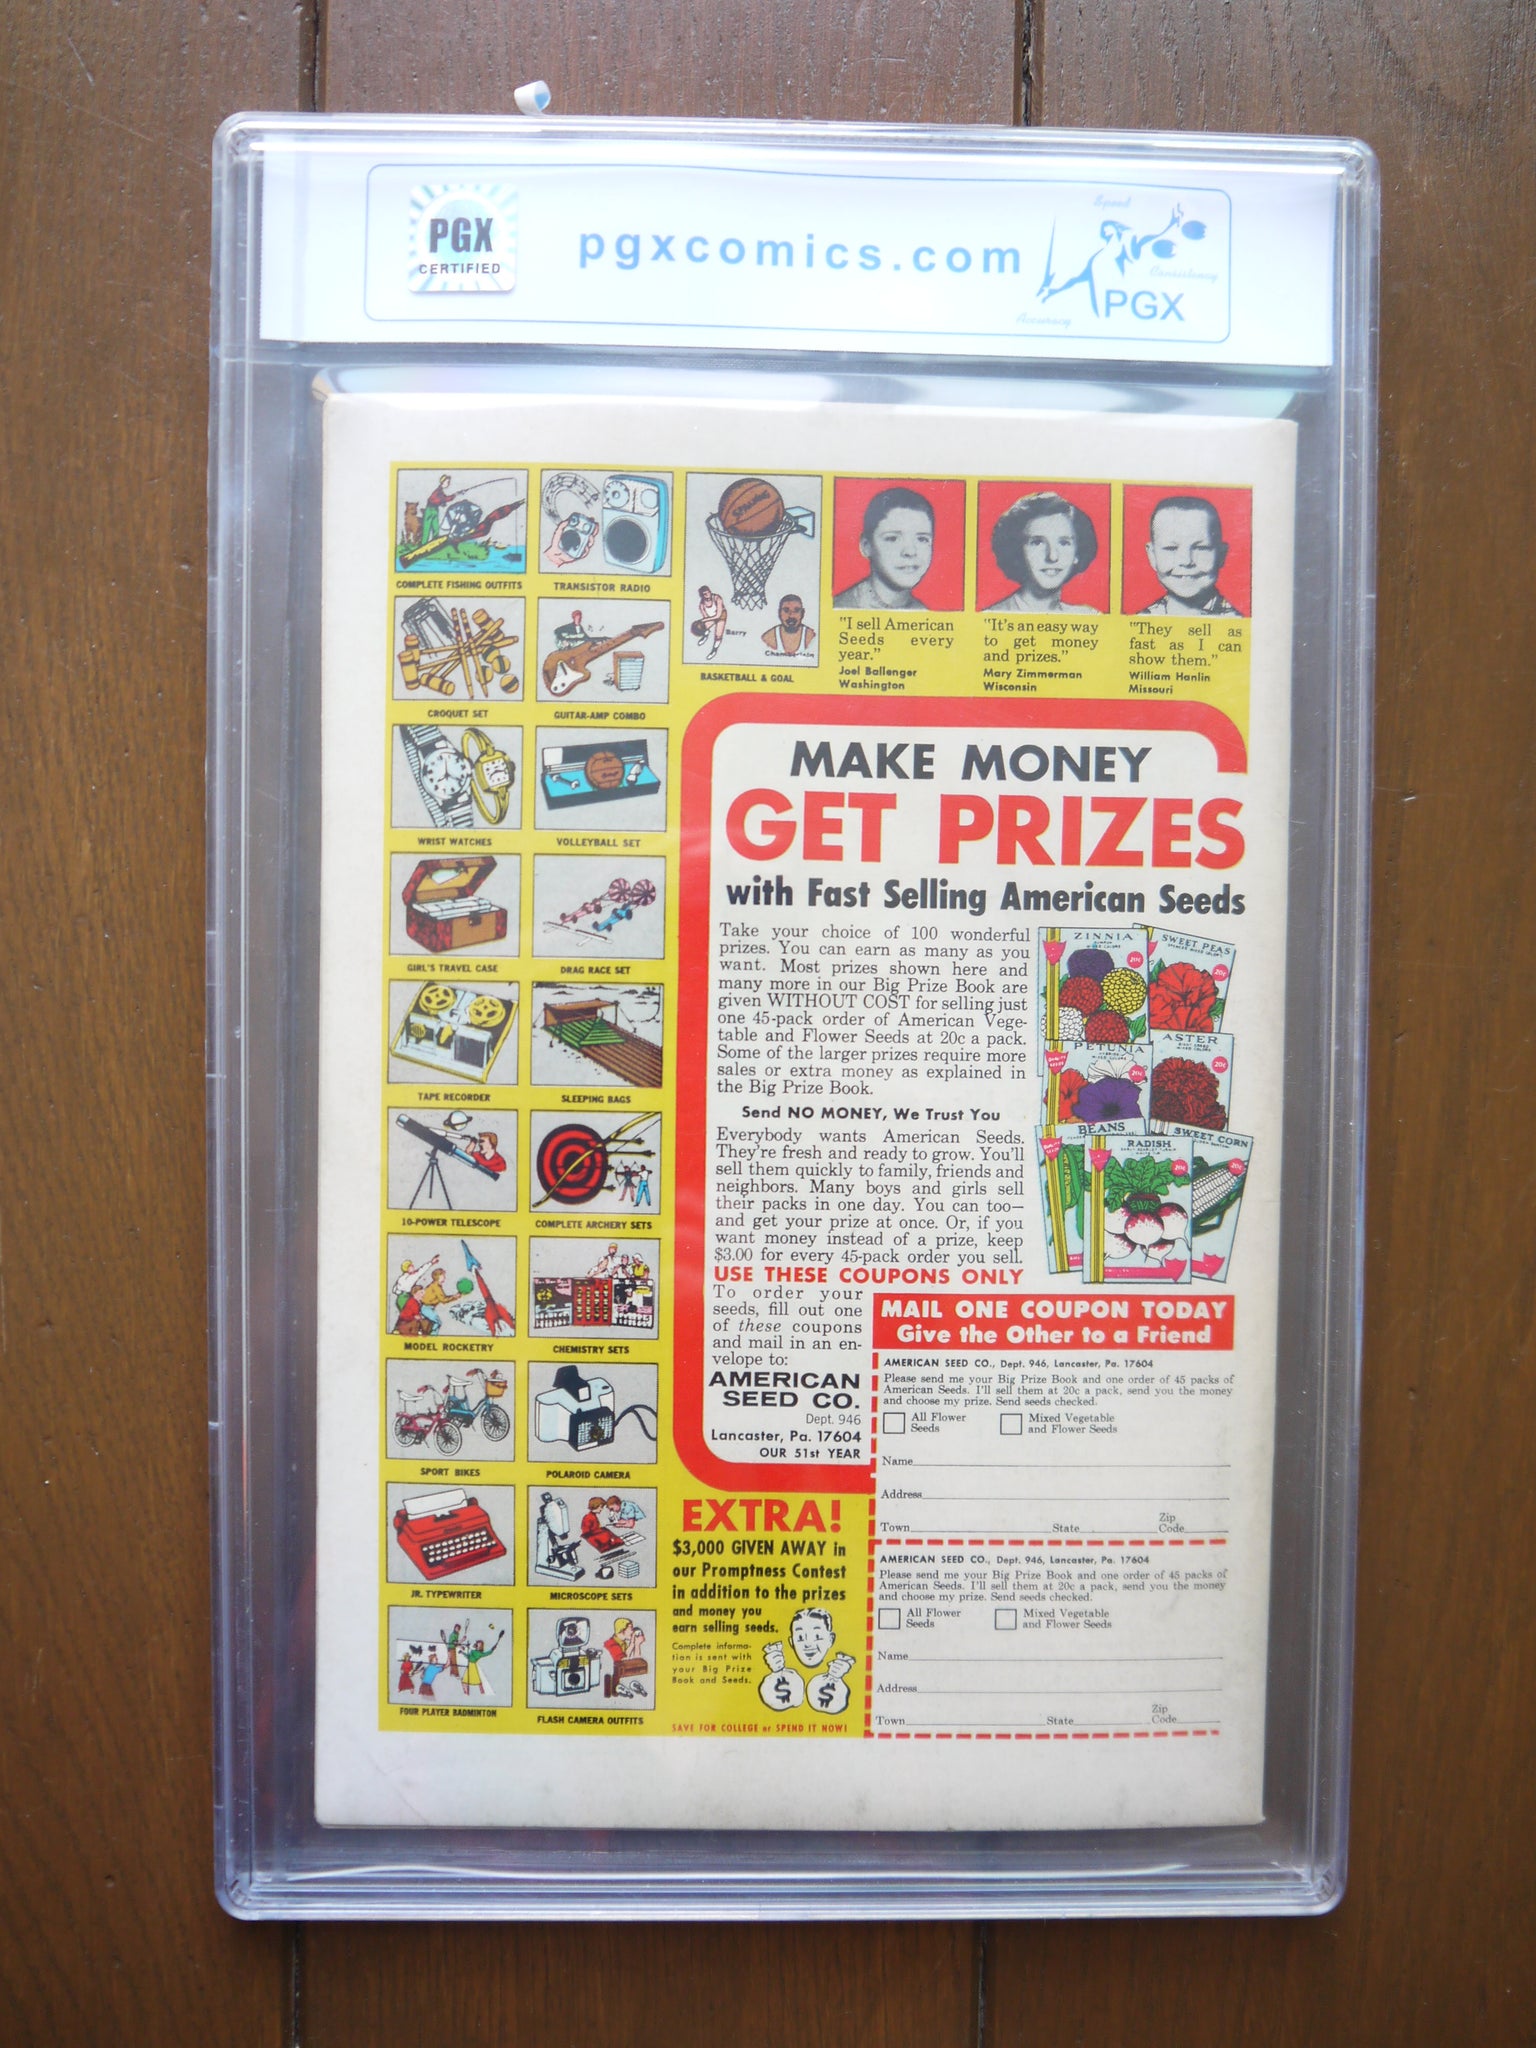 PGX
CERTIFIED
pgxcomics.com
Speed
Consistency
Accuracy
PGX
COMPLETE FISHING OUTFITS
TRANSISTOR RADIO
CROQUET SET
GUITAR-AMP COMBO
WRIST WATCHES
VOLLEYBALL SET
GIRL'S TRAVEL CASE
DRAG RACE SET
TAPE RECORDER
SLEEPING BAGS
10-POWER TELESCOPE
COMPLETE ARCHERY SETS
MODEL ROCKETRY
CHEMISTRY SETS
SPORT BIKES
POLAROID CAMERA
JR. TYPEWRITER
MICROSCOPE SETS
FOUR PLAYER BADMINTON
FLASH CAMERA OUTFITS
SPALDING
Barry
Chamberlain
BASKETBALL & GOAL
"I sell American
Seeds every
year."
Joel Ballenger
Washington
"It's an easy way
to get money
and prizes."
Mary Zimmerman
Wisconsin
"They sell as
fast as I can
show them."
William Hanlin
Missouri
MAKE MONEY
GET PRIZES
with Fast Selling American Seeds
Take your choice of 100 wonderful
prizes. You can earn as many as you
want. Most prizes shown here and
many more in our Big Prize Book are
given WITHOUT COST for selling just
one 45-pack order of American Vege-
table and Flower Seeds at 20c a pack.
Some of the larger prizes require more
sales or extra money as explained in
the Big Prize Book.
Send NO MONEY, We Trust You
Everybody wants American Seeds.
They're fresh and ready to grow. You'll
sell them quickly to family, friends and
neighbors. Many boys and girls sell
their packs in one day. You can too—
and get your prize at once. Or, if you
want money instead of a prize, keep
$3.00 for every 45-pack order you sell.
USE THESE COUPONS ONLY
To order your
seeds, fill out one
of these coupons
and mail in an en-
velope to:
AMERICAN
SEED CO.
Dept. 946
Lancaster, Pa. 17604
OUR 51st YEAR
ZINNIA
20c
SWEET PEAS
20c
PETUNIA
20c
ASTER
20c
BEANS
RADISH
20c
SWEET CORN
20c
MAIL ONE COUPON TODAY
Give the Other to a Friend
AMERICAN SEED CO., Dept. 946, Lancaster, Pa. 17604
Please send me your Big Prize Book and one order of 45 packs of
American Seeds. I'll sell them at 20c a pack, send you the money
and choose my prize. Send seeds checked.
All Flower
Seeds
Mixed Vegetable
and Flower Seeds
Name
Address
Town State Zip
Code
AMERICAN SEED CO., Dept. 946, Lancaster, Pa. 17604
Please send me your Big Prize Book and one order of 45 packs of
American Seeds. I'll sell them at 20c a pack, send you the money
and choose my prize. Send seeds checked.
All Flower
Seeds
Mixed Vegetable
and Flower Seeds
Name
Address
Town State Zip
Code
EXTRA!
$3,000 GIVEN AWAY in
our Promptness Contest
in addition to the prizes
and money you
earn selling seeds.
Complete informa-
tion is sent with
your Big Prize
Book and Seeds.
$ $
SAVE FOR COLLEGE or SPEND IT NOW!